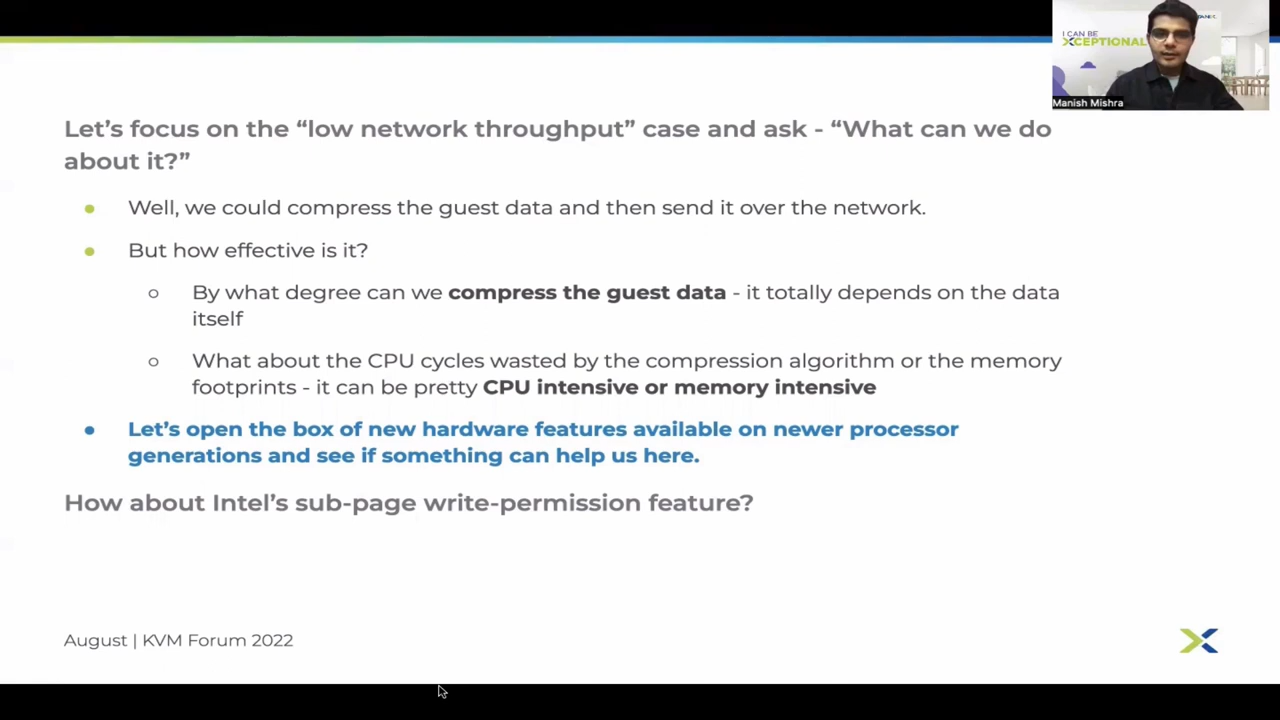 I CAN BE
XCEPTIONAL
Manish Mishra
Let's focus on the “low network throughput” case and ask - “What can we do
about it?”
● Well, we could compress the guest data and then send it over the network.
● But how effective is it?
○ By what degree can we compress the guest data - it totally depends on the data
itself
○ What about the CPU cycles wasted by the compression algorithm or the memory
footprints - it can be pretty CPU intensive or memory intensive
● Let's open the box of new hardware features available on newer processor
generations and see if something can help us here.
How about Intel's sub-page write-permission feature?
August | KVM Forum 2022